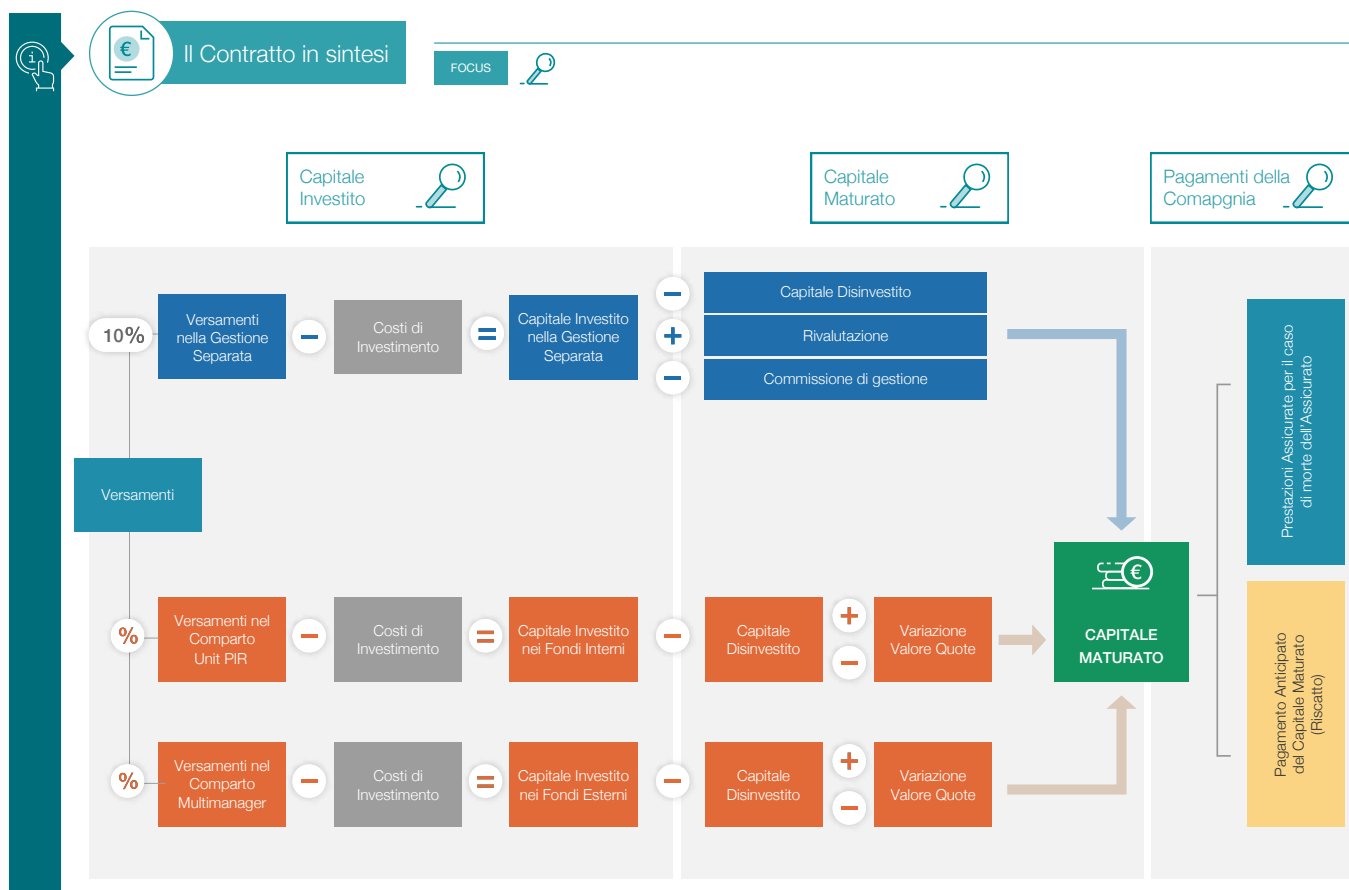 Il Contratto in sintesi
FOCUS
Capitale
Investito
Capitale
Maturato
Pagamenti della
Comapgnia
10%
Versamenti
nella Gestione
Separata
Costi di
Investimento
Capitale Investito
nella Gestione
Separata
Capitale Disinvestito
Rivalutazione
Commissione di gestione
Versamenti
%
Versamenti nel
Comparto
Unit PIR
Costi di
Investimento
Capitale Investito
nei Fondi Interni
Capitale
Disinvestito
Variazione
Valore Quote
%
Versamenti nel
Comparto
Multimanager
Costi di
Investimento
Capitale Investito
nei Fondi Esterni
Capitale
Disinvestito
Variazione
Valore Quote
CAPITALE
MATURATO
Prestazioni Assicurate per il caso
di morte dell'Assicurato
Pagamento Anticipato
del Capitale Maturato
(Riscatto)